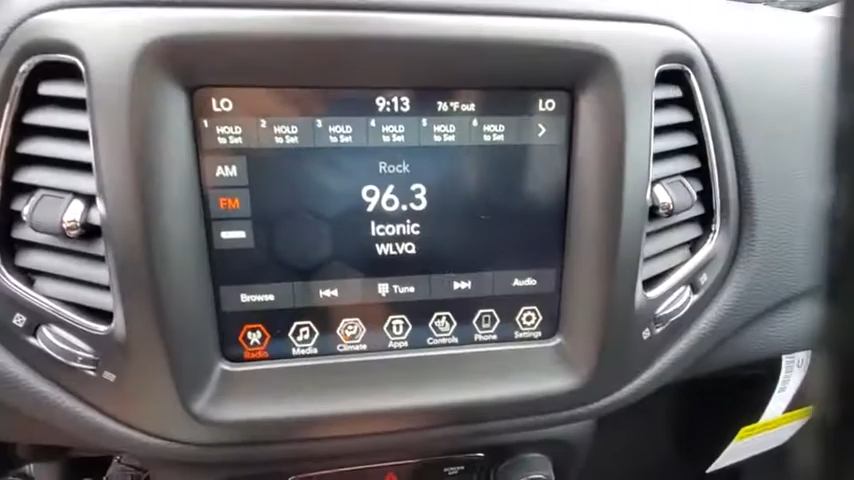 LO 9:13 76 °F out LO
1 HOLD to Set 2 HOLD to Set 3 HOLD to Set 4 HOLD to Set 5 HOLD to Set 6 HOLD to Set
AM
FM
Rock
96.3
Iconic
WLVQ
Browse Tune Audio
Radio Media Climate Apps Controls Phone Settings
SCREEN OFF